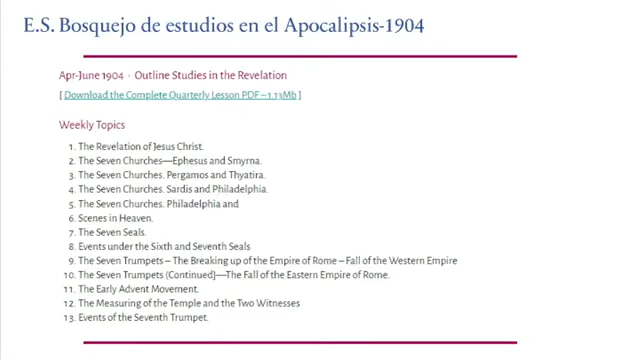 E.S. Bosquejo de estudios en el Apocalipsis-1904
Apr-June 1904 · Outline Studies in the Revelation
[ Download the Complete Quarterly Lesson PDF – 1.13Mb ]
Weekly Topics
1. The Revelation of Jesus Christ.
2. The Seven Churches—Ephesus and Smyrna.
3. The Seven Churches. Pergamos and Thyatira.
4. The Seven Churches. Sardis and Philadelphia.
5. The Seven Churches. Philadelphia and
6. Scenes in Heaven.
7. The Seven Seals.
8. Events under the Sixth and Seventh Seals
9. The Seven Trumpets – The Breaking up of the Empire of Rome – Fall of the Western Empire
10. The Seven Trumpets (Continued]—The Fall of the Eastern Empire of Rome.
11. The Early Advent Movement.
12. The Measuring of the Temple and the Two Witnesses
13. Events of the Seventh Trumpet.